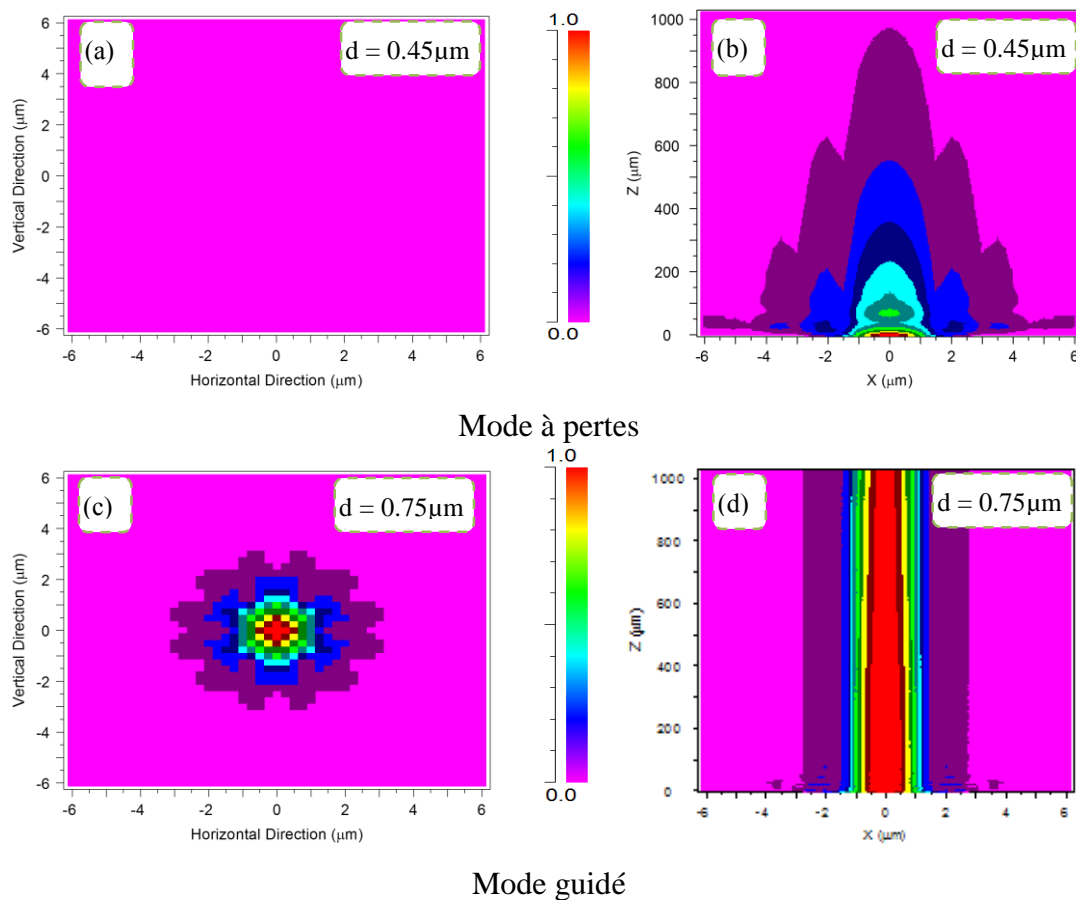 (a)
d = 0.45µm
Vertical Direction (µm)
6
4
2
0
-2
-4
-6
-6 -4 -2 0 2 4 6
Horizontal Direction (µm)
1.0
0.0
(b)
d = 0.45µm
Z (µm)
1000
800
600
400
200
0
-6 -4 -2 0 2 4 6
X (µm)
Mode à pertes
(c)
d = 0.75µm
Vertical Direction (µm)
6
4
2
0
-2
-4
-6
-6 -4 -2 0 2 4 6
Horizontal Direction (µm)
1.0
0.0
(d)
d = 0.75µm
Z (µm)
1000
800
600
400
200
0
-6 -4 -2 0 2 4 6
X (µm)
Mode guidé